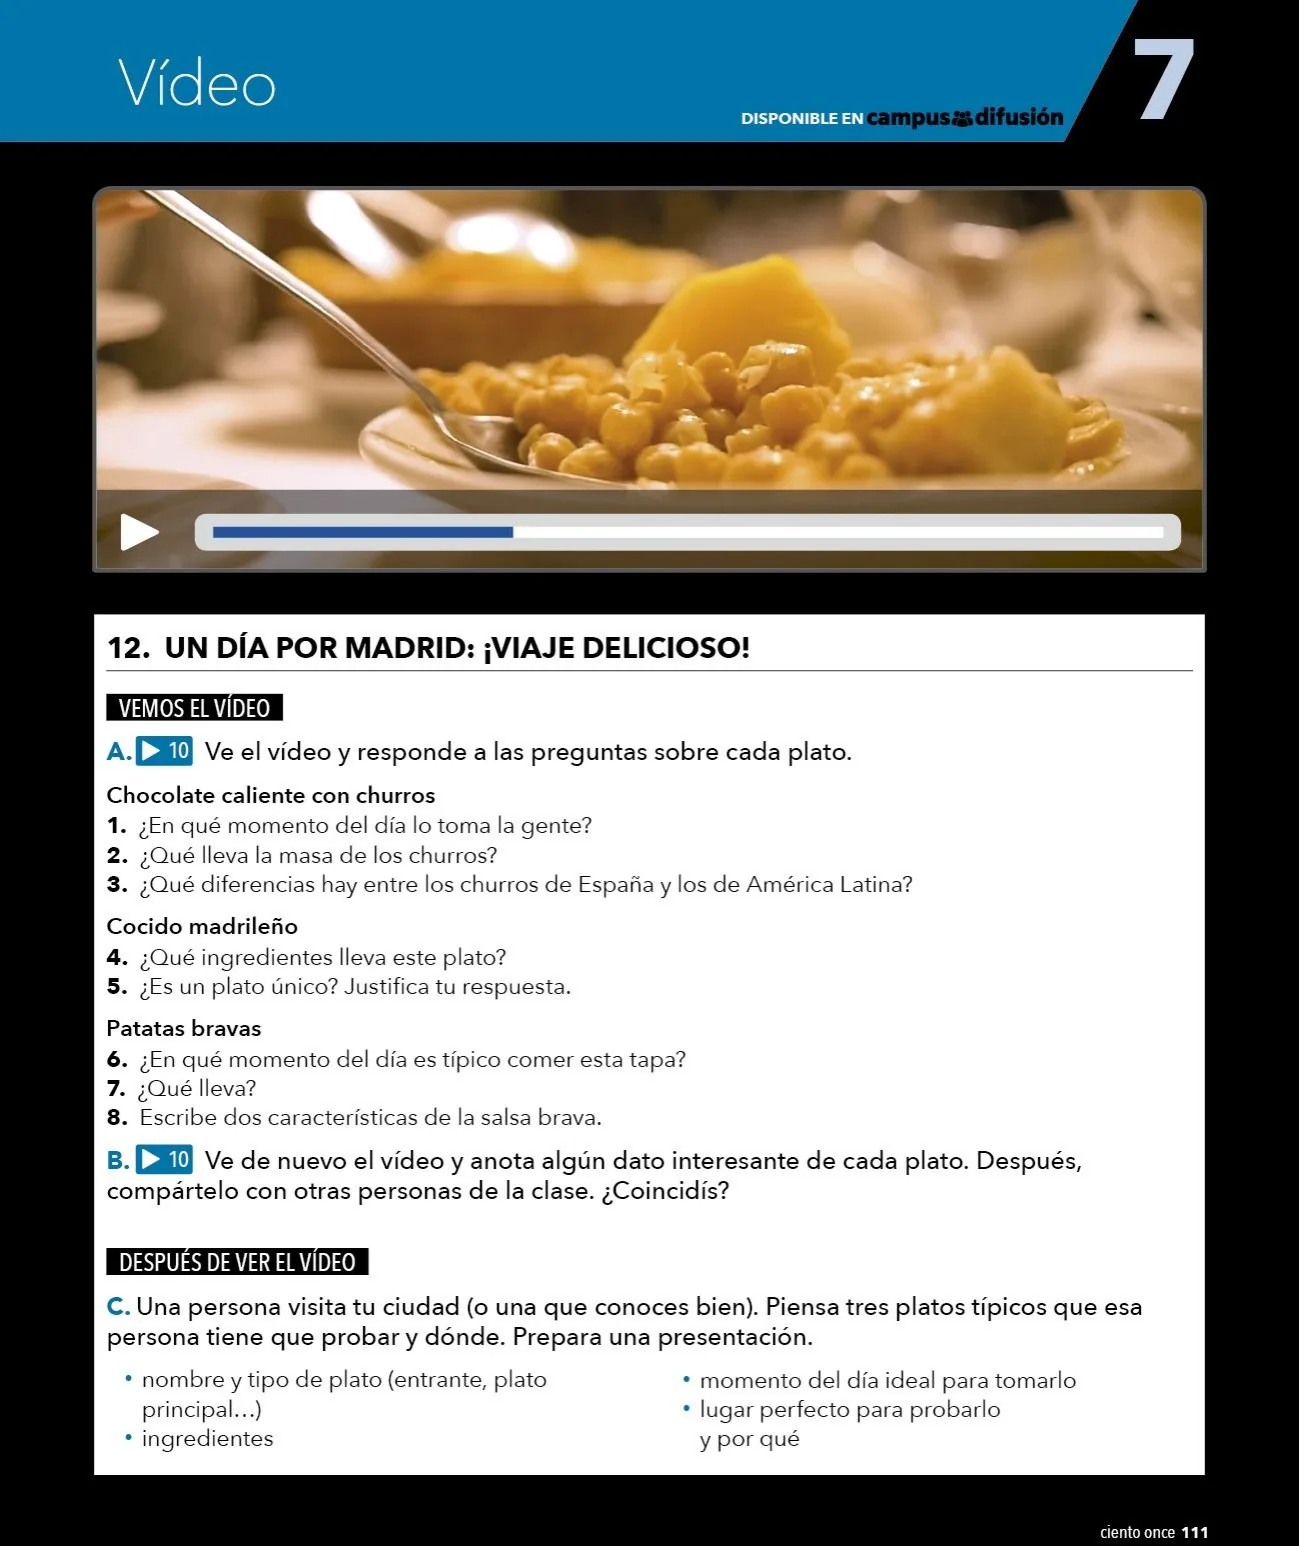 Vídeo
DISPONIBLE EN campus difusión
7
12. UN DÍA POR MADRID: ¡VIAJE DELICIOSO!
VEMOS EL VÍDEO
A. 10 Ve el vídeo y responde a las preguntas sobre cada plato.
Chocolate caliente con churros
1. ¿En qué momento del día lo toma la gente?
2. ¿Qué lleva la masa de los churros?
3. ¿Qué diferencias hay entre los churros de España y los de América Latina?
Cocido madrileño
4. ¿Qué ingredientes lleva este plato?
5. ¿Es un plato único? Justifica tu respuesta.
Patatas bravas
6. ¿En qué momento del día es típico comer esta tapa?
7. ¿Qué lleva?
8. Escribe dos características de la salsa brava.
B. 10 Ve de nuevo el vídeo y anota algún dato interesante de cada plato. Después,
compártelo con otras personas de la clase. ¿Coincidís?
DESPUÉS DE VER EL VÍDEO
C. Una persona visita tu ciudad (o una que conoces bien). Piensa tres platos típicos que esa
persona tiene que probar y dónde. Prepara una presentación.
• nombre y tipo de plato (entrante, plato
principal...)
• ingredientes
• momento del día ideal para tomarlo
• lugar perfecto para probarlo
y por qué
ciento once 111